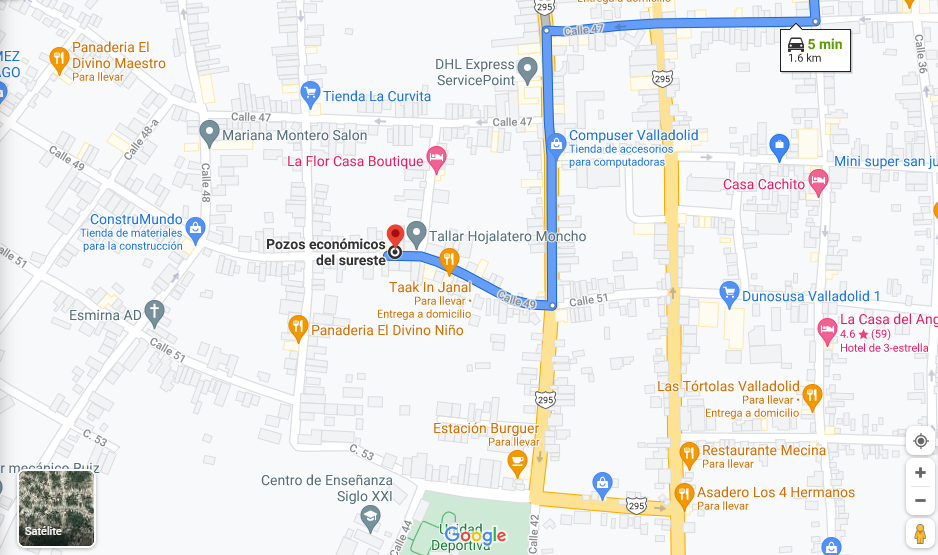 295
Entrega a domicilio
Calle 47
5 min
1.6 km
Calle 36
Panaderia El
Divino Maestro
Para llevar
MEZ
AGO
DHL Express
ServicePoint
295
Tienda La Curvita
Calle 47
Calle 47
Calle 48-a
Mariana Montero Salon
Compuser Valladolid
Tienda de accesorios
para computadoras
La Flor Casa Boutique
Mini super san ju
Calle 49
Calle 48
Casa Cachito
ConstruMundo
Tienda de materiales
para la construcción
Tallar Hojalatero Moncho
Pozos económicos
del sureste
Calle 51
Taak In Janal
Para llevar •
Entrega a domicilio
Calle 49
Calle 51
Dunosusa Valladolid 1
Esmirna AD
Panaderia El Divino Niño
La Casa del Ang
4.6 ★ (59)
Hotel de 3-estrella
Calle 51
Las Tórtolas Valladolid
Para llevar •
Entrega a domicilio
295
Estación Burguer
Para llevar
C. 53
C. 53
Restaurante Mecina
Para llevar
r mecánico Ruiz
Centro de Enseñanza
Siglo XXI
Asadero Los 4 Hermanos
Para llevar
295
Calle 44
Calle 42
Unidad
Deportiva
Google
Satélite